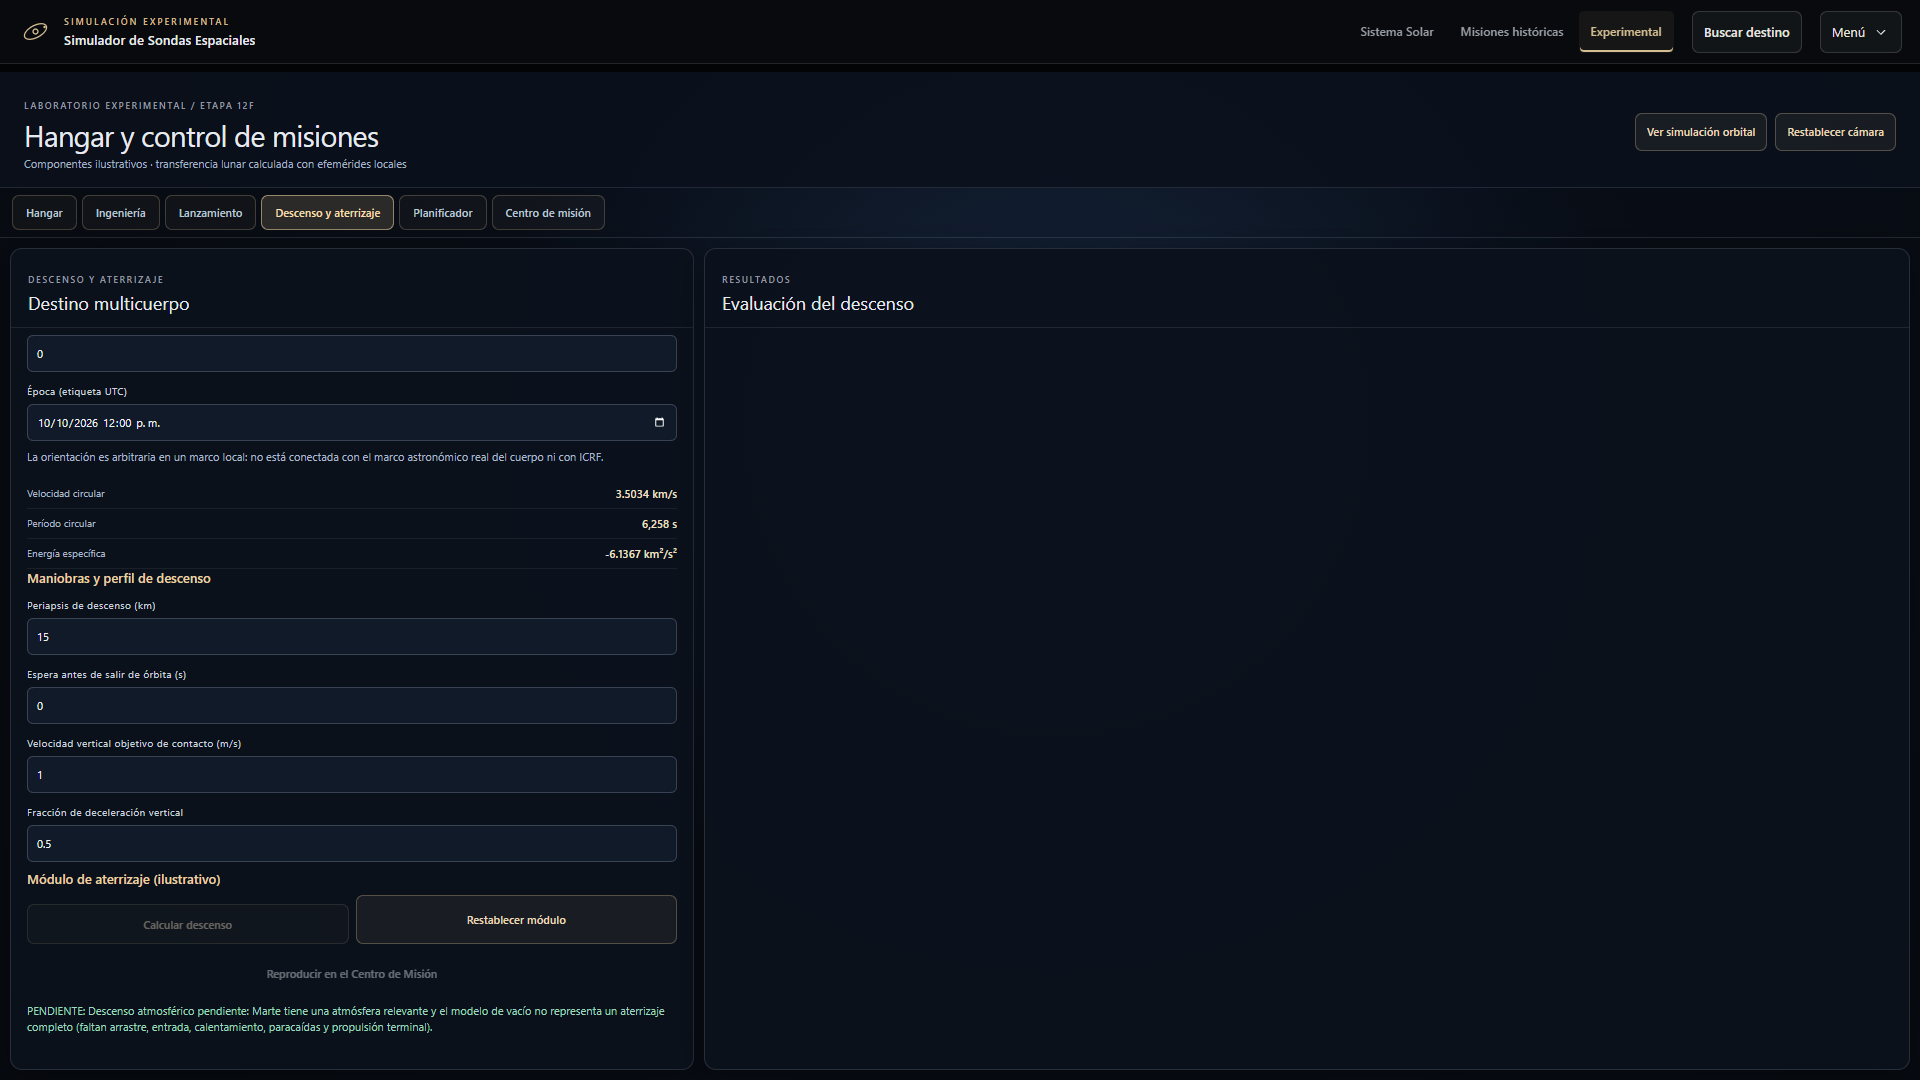 SIMULACIÓN EXPERIMENTAL
Simulador de Sondas Espaciales
Sistema Solar
Misiones históricas
Experimental
Buscar destino
Menú
LABORATORIO EXPERIMENTAL / ETAPA 12F
Hangar y control de misiones
Componentes ilustrativos · transferencia lunar calculada con efemérides locales
Ver simulación orbital
Restablecer cámara
Hangar
Ingeniería
Lanzamiento
Descenso y aterrizaje
Planificador
Centro de misión
DESCENSO Y ATERRIZAJE
Destino multicuerpo
0
Época (etiqueta UTC)
10/10/2026 12:00 p. m.
La orientación es arbitraria en un marco local: no está conectada con el marco astronómico real del cuerpo ni con ICRF.
Velocidad circular 3.5034 km/s
Período circular 6,258 s
Energía específica -6.1367 km²/s²
Maniobras y perfil de descenso
Periapsis de descenso (km)
15
Espera antes de salir de órbita (s)
0
Velocidad vertical objetivo de contacto (m/s)
1
Fracción de deceleración vertical
0.5
Módulo de aterrizaje (ilustrativo)
Calcular descenso
Restablecer módulo
Reproducir en el Centro de Misión
PENDIENTE: Descenso atmosférico pendiente: Marte tiene una atmósfera relevante y el modelo de vacío no representa un aterrizaje
completo (faltan arrastre, entrada, calentamiento, paracaídas y propulsión terminal).
RESULTADOS
Evaluación del descenso